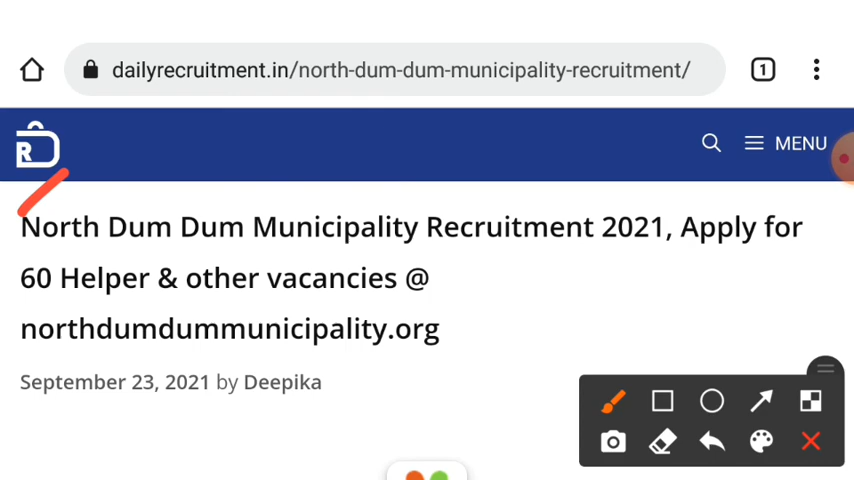 dailyrecruitment.in/north-dum-dum-municipality-recruitment/ 1
R MENU
North Dum Dum Municipality Recruitment 2021, Apply for
60 Helper & other vacancies @
northdumdummunicipality.org
September 23, 2021 by Deepika